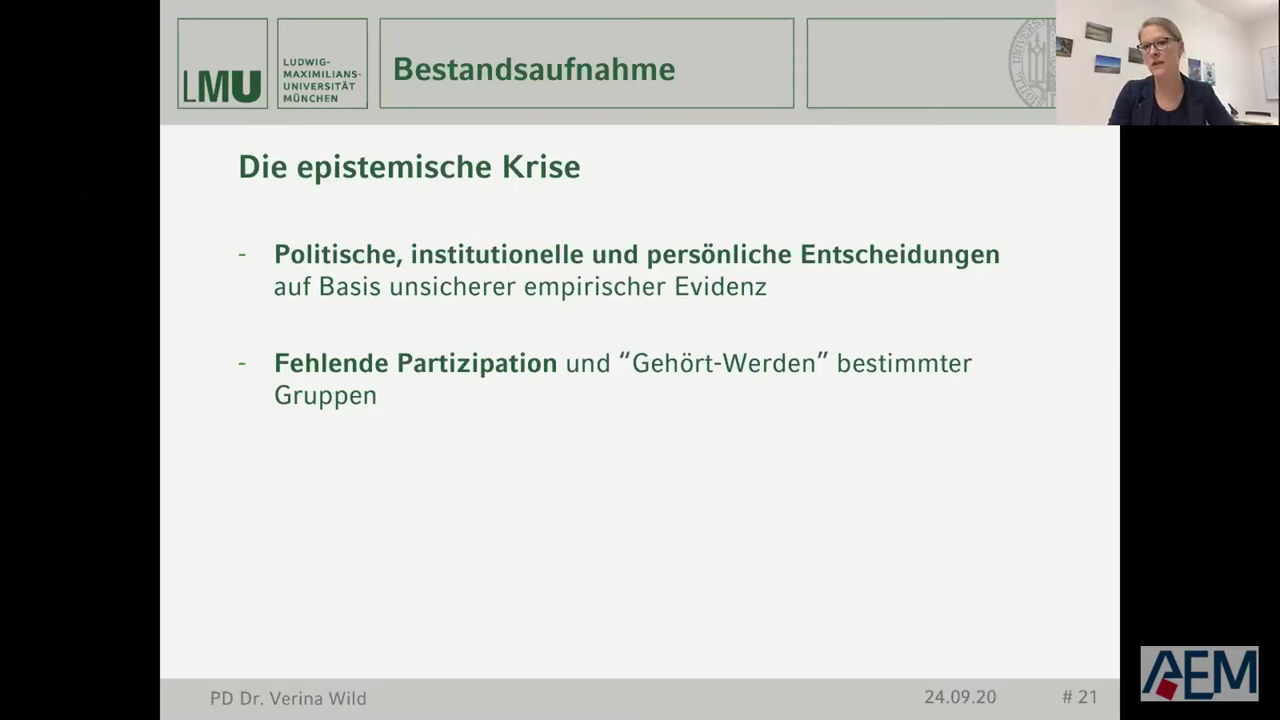 LMU
LUDWIG-
MAXIMILIANS-
UNIVERSITÄT
MÜNCHEN
Bestandsaufnahme
Die epistemische Krise
- Politische, institutionelle und persönliche Entscheidungen
auf Basis unsicherer empirischer Evidenz
- Fehlende Partizipation und “Gehört-Werden” bestimmter
Gruppen
PD Dr. Verina Wild
24.09.20
# 21
AEM